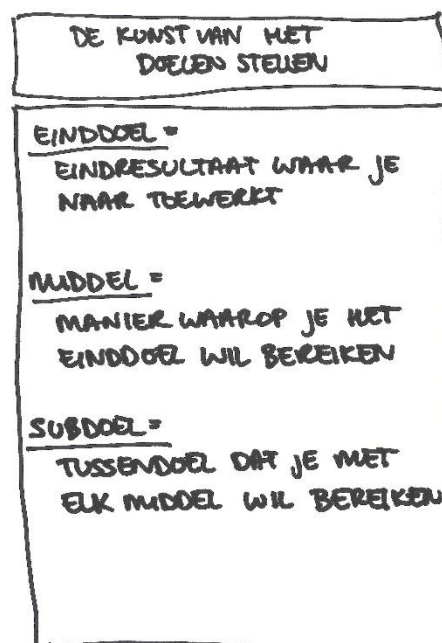 DE KUNST VAN HET
DOELEN STELLEN
EINDDOEL =
EINDRESULTAAT WAAR JE
NAAR TOEWERKT
MIDDEL =
MANIER WAAROP JE HET
EINDDOEL WIL BEREIKEN
SUBDOEL =
TUSSENDOEL DAT JE MET
ELK MIDDEL WIL BEREIKEN